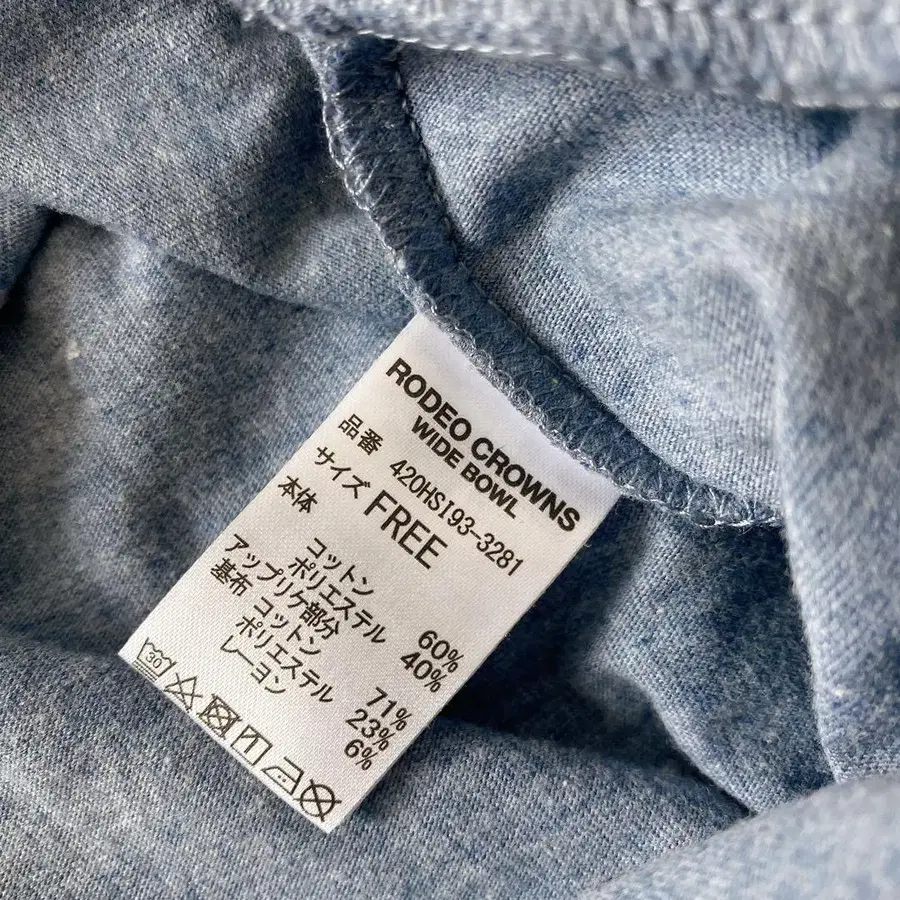 RODEO CROWNS
WIDE BOWL
品番 420HSI93-3281
サイズ FREE
本体
コットン 60%
ポリエステル 40%
アップリケ部分
基布 コットン 71%
ポリエステル 23%
レーヨン 6%
30